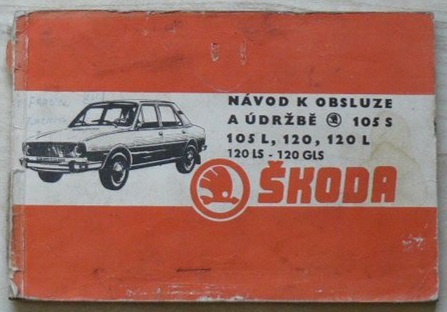 NÁVOD K OBSLUZE
A ÚDRŽBĚ 105 S
105 L, 120, 120 L
120 LS - 120 GLS
ŠKODA